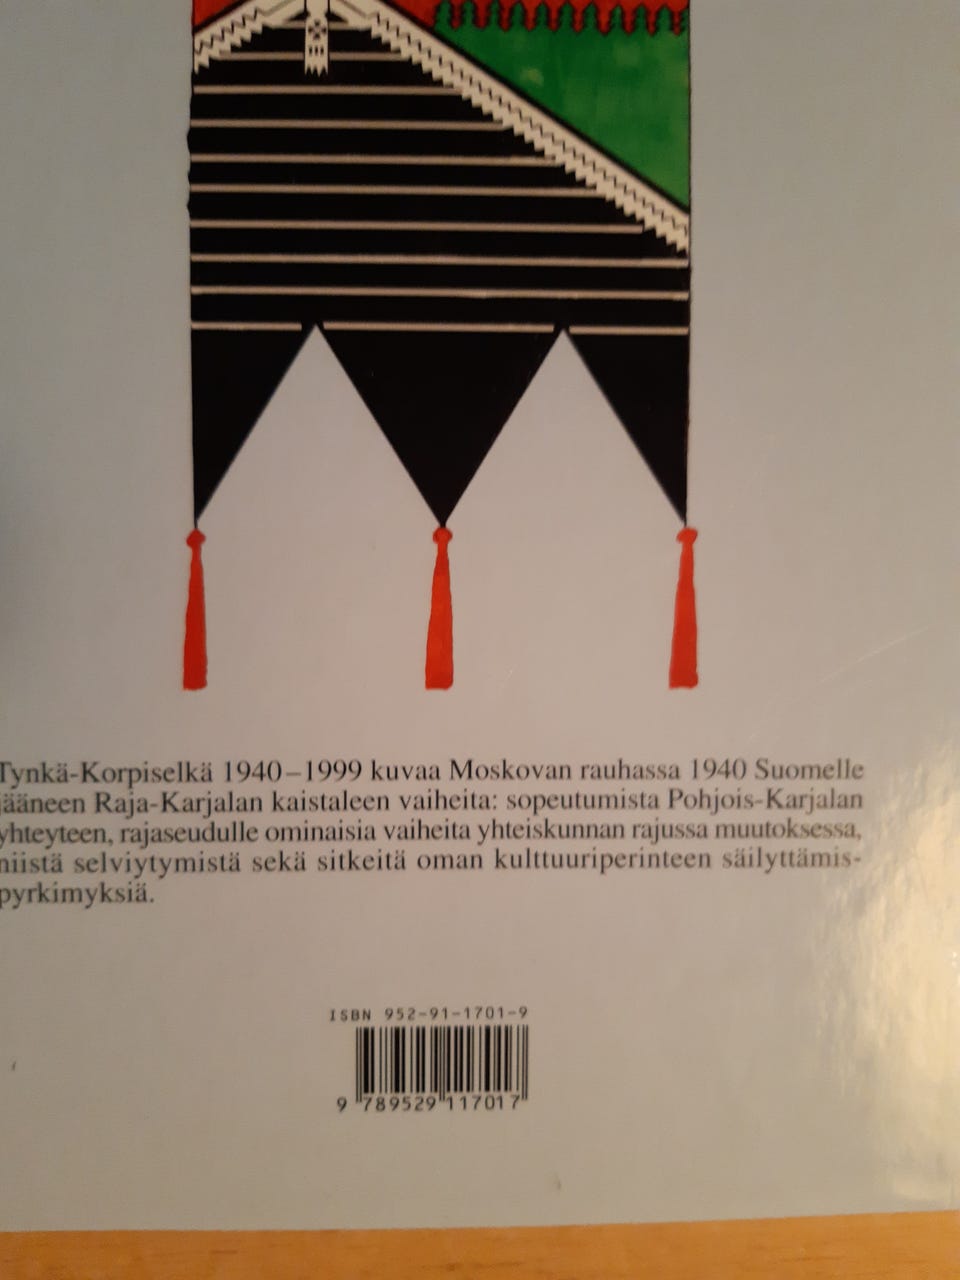 Tynkä-Korpiselkä 1940–1999 kuvaa Moskovan rauhassa 1940 Suomelle
jääneen Raja-Karjalan kaistaleen vaiheita: sopeutumista Pohjois-Karjalan
yhteyteen, rajaseudulle ominaisia vaiheita yhteiskunnan rajussa muutoksessa,
niistä selviytymistä sekä sitkeitä oman kulttuuriperinteen säilyttämis-
pyrkimyksiä.
ISBN 952-91-1701-9
9 789529 117017